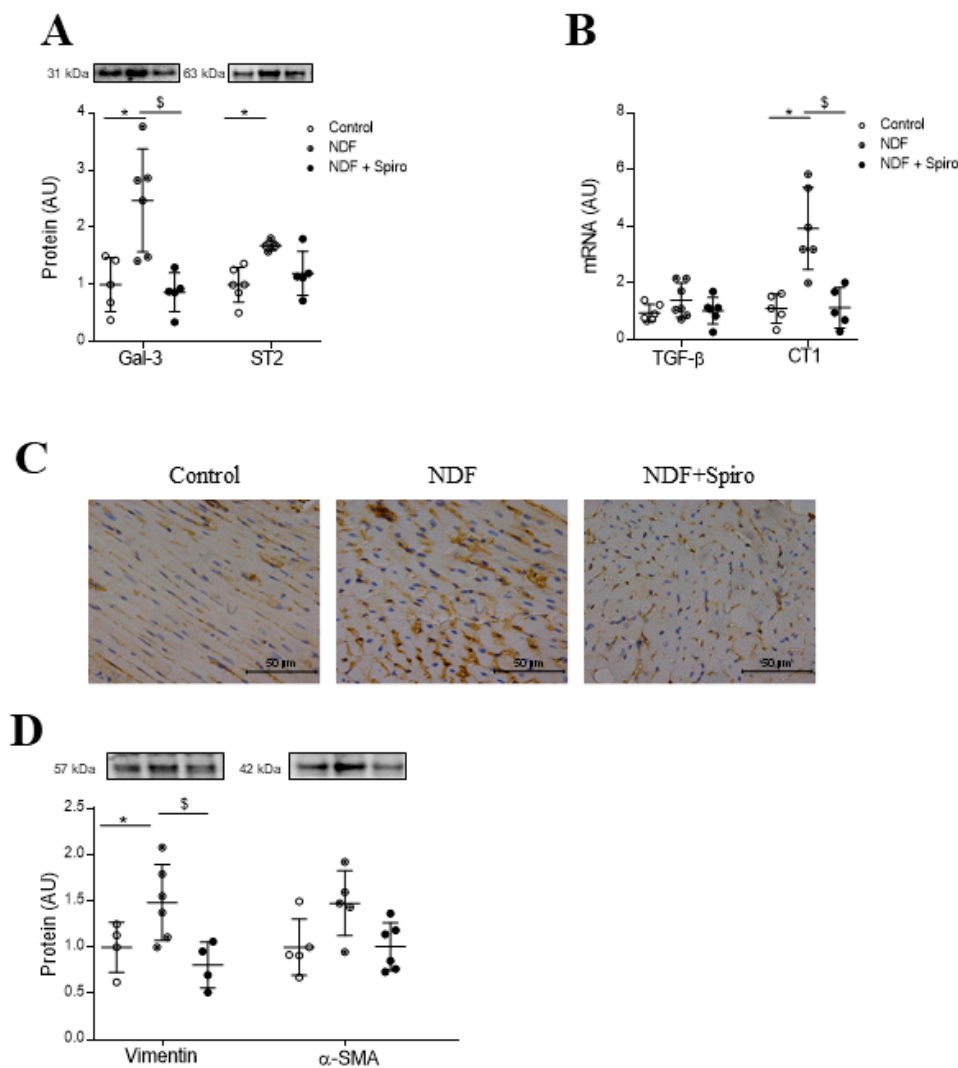 A
31 kDa
63 kDa
*
$
*
Control
NDF
NDF + Spiro
4
3
2
1
0
Protein (AU)
Gal-3
ST2
B
*
$
Control
NDF
NDF + Spiro
8
6
4
2
0
mRNA (AU)
TGF-β
CT1
C
Control
NDF
NDF+Spiro
50 µm
50 µm
50 µm
D
57 kDa
42 kDa
*
$
2.5
2.0
1.5
1.0
0.5
0.0
Protein (AU)
Vimentin
α-SMA